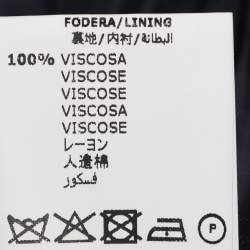 FODERA/LINING
裏地/内衬/البطانة
100% VISCOSA
VISCOSE
VISCOSE
VISCOSA
VISCOSE
レーヨン
人造棉
فسكوز
P